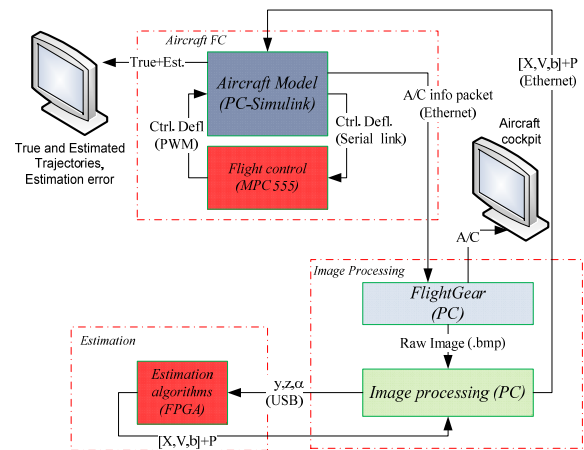 Aircraft FC
True+Est.
Aircraft Model
(PC-Simulink)
[X,V,b]+P
(Ethernet)
A/C info packet
(Ethernet)
Ctrl. Defl
(PWM)
Ctrl. Defl.
(Serial link)
Flight control
(MPC 555)
True and Estimated
Trajectories,
Estimation error
Aircraft
cockpit
A/C
Image Processing
FlightGear
(PC)
Raw Image (.bmp)
Estimation
Estimation
algorithms
(FPGA)
y,z,α
(USB)
Image processing (PC)
[X,V,b]+P